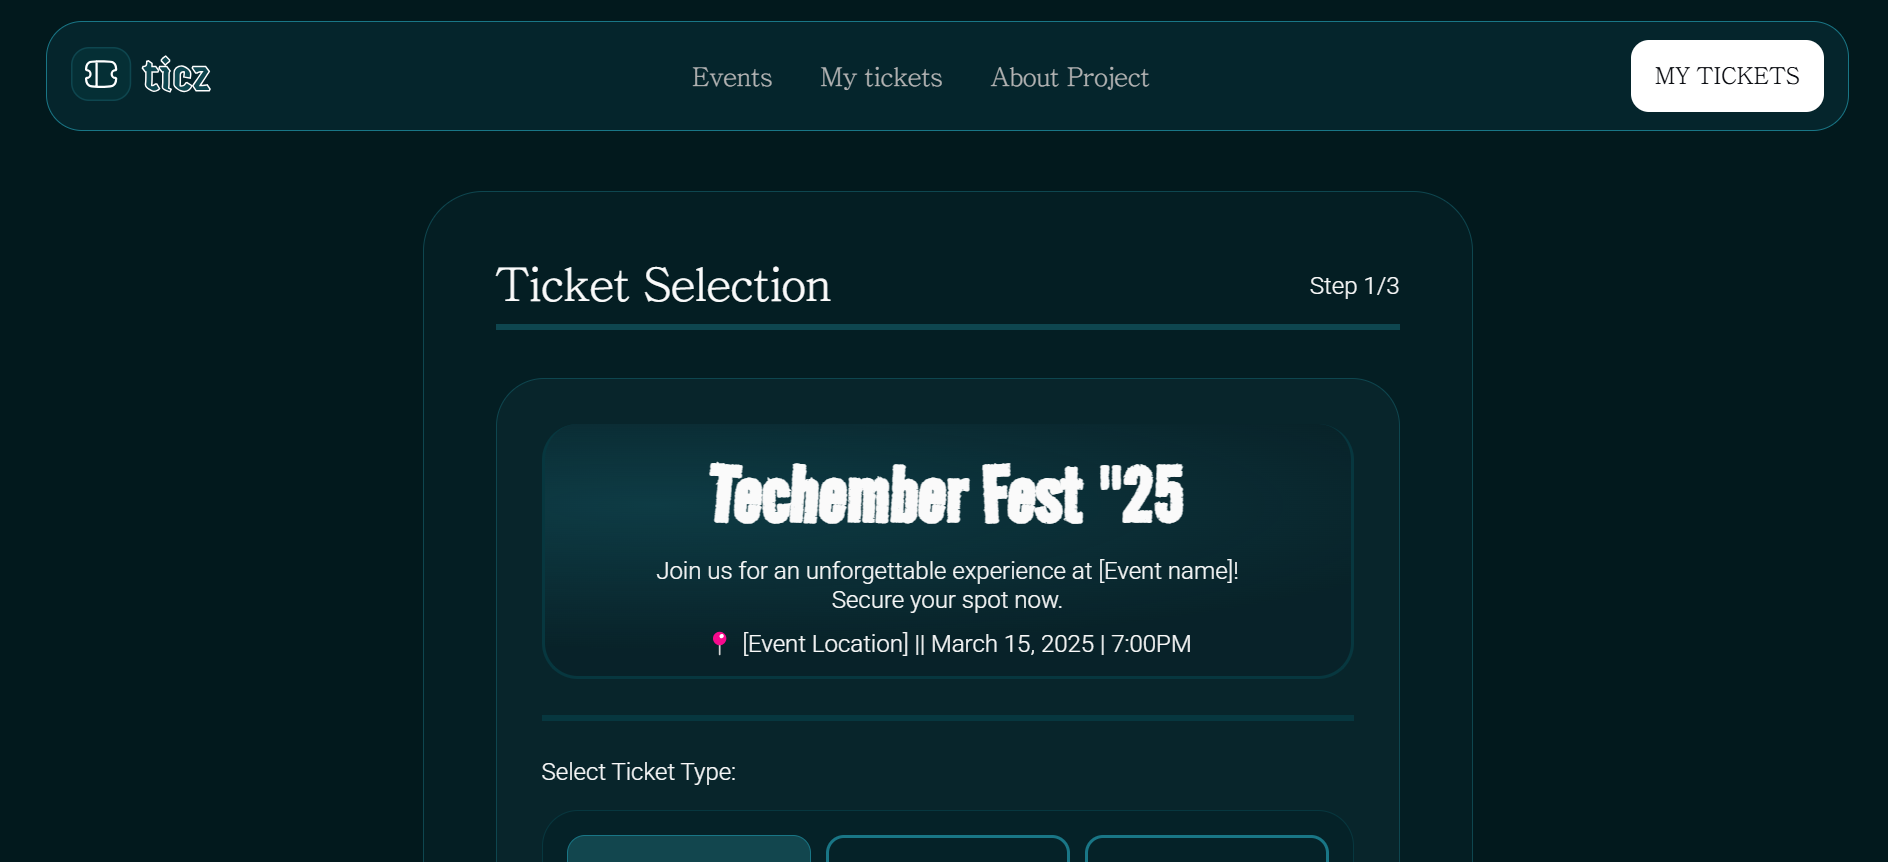 ticz
Events
My tickets
About Project
MY TICKETS
Ticket Selection
Step 1/3
Techember Fest "25
Join us for an unforgettable experience at [Event name]!
Secure your spot now.
📍 [Event Location] || March 15, 2025 | 7:00PM
Select Ticket Type: